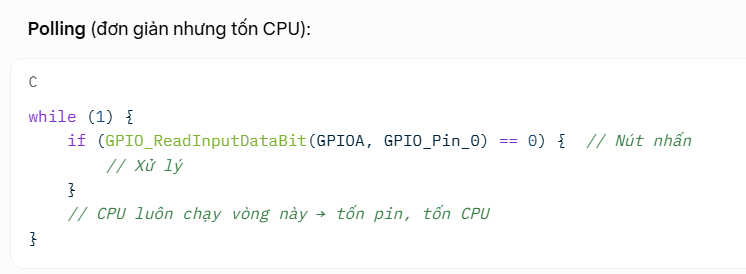 Polling (đơn giản nhưng tốn CPU):
C
while (1) {
    if (GPIO_ReadInputDataBit(GPIOA, GPIO_Pin_0) == 0) {  // Nút nhấn
        // Xử lý
    }
    // CPU luôn chạy vòng này → tốn pin, tốn CPU
}